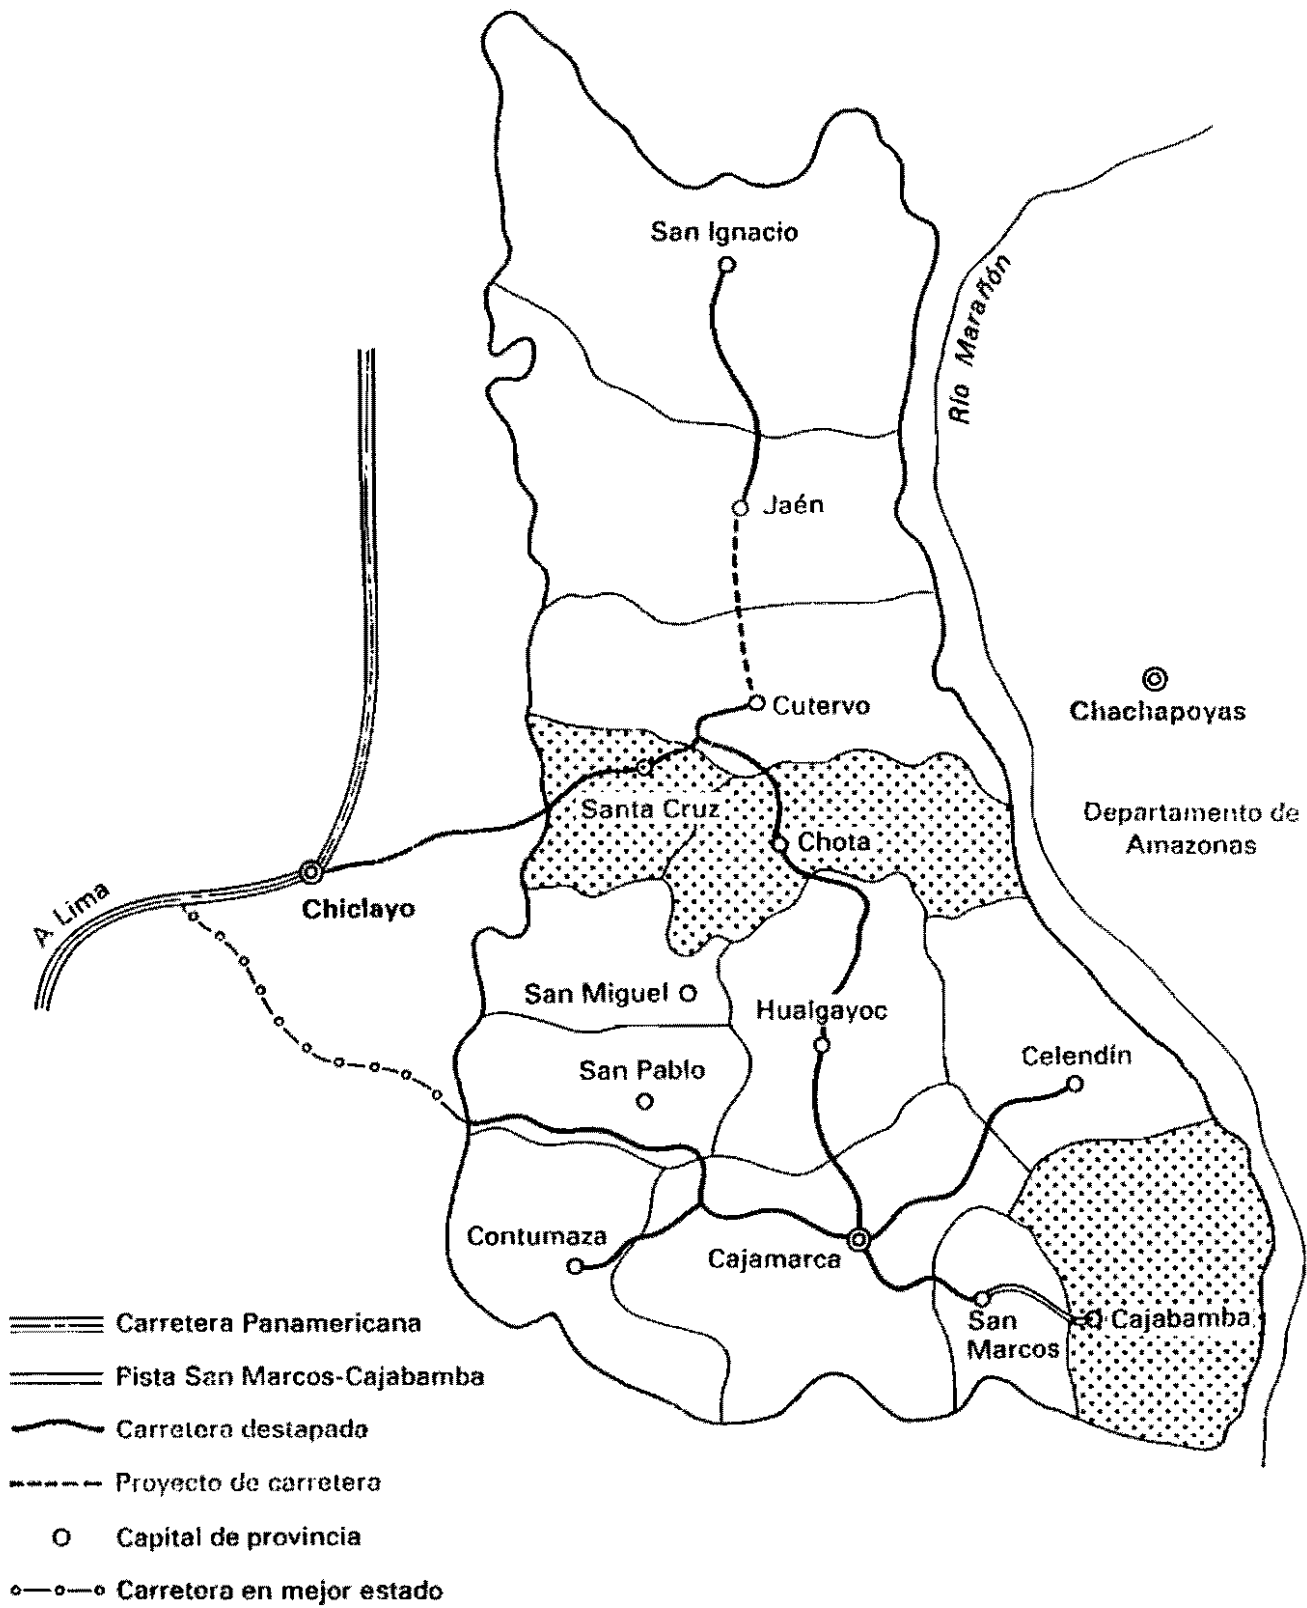 San Ignacio
Río Marañón
Jaén
Cutervo
Chachapoyas
Santa Cruz
Chota
Departamento de
Amazonas
A Lima
Chiclayo
San Miguel
Hualgayoc
San Pablo
Celendín
Contumaza
Cajamarca
San
Marcos
Cajabamba
Carretera Panamericana
Pista San Marcos-Cajabamba
Carretera destapada
Proyecto de carretera
Capital de provincia
Carretera en mejor estado